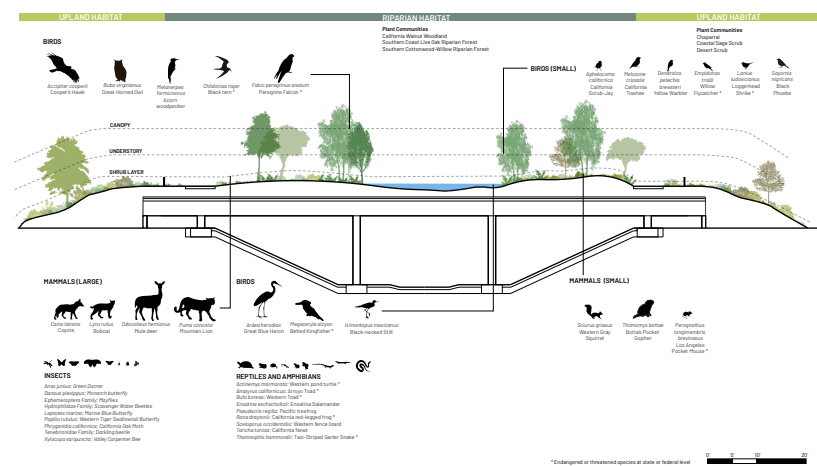 UPLAND HABITAT
RIPARIAN HABITAT
UPLAND HABITAT
Plant Communities
California Walnut Woodland
Southern Coast Live Oak Riparian Forest
Southern Cottonwood-Willow Riparian Forest
Plant Communities
Chaparral
Coastal Sage Scrub
Desert Scrub
BIRDS
Accipiter cooperii
Cooper's Hawk
Bubo virginianus
Great Horned Owl
Melanerpes
formicivorus
Acorn
woodpecker
Childonias niger
Black tern *
Falco peregrinus anatum
Peregrine Falcon *
BIRDS (SMALL)
Aphelocoma
californica
California
Scrub-Jay
Melozone
crissalis
California
Towhee
Dendroica
petechia
brewsteri
Yellow Warbler
Empidonax
trailii
Willow
Flycatcher *
Lanius
ludovicianus
Loggerhead
Shrike *
Sayornis
nigricans
Black
Phoebe
CANOPY
UNDERSTORY
SHRUB LAYER
MAMMALS (LARGE)
Canis latrans
Coyote
Lynx rufus
Bobcat
Odocoileus hemionus
Mule deer
Puma concolor
Mountain Lion
BIRDS
Ardea herodias
Great Blue Heron
Megaceryle alcyon
Belted Kingfisher *
Himantopus mexicanus
Black-necked Stilt
MAMMALS (SMALL)
Sciurus griseus
Western Gray
Squirrel
Thomomys bottae
Bottas Pocket
Gopher
Perognathus
longimembris
brevinasus
Los Angeles
Pocket Mouse *
INSECTS
Anax junius; Green Darner
Danaus plexippus; Monarch butterfly
Ephemeroptera Family; Mayflies
Hydrophilidae Family; Scavenger Water Beetles
Leptotes marina; Marine Blue Butterfly
Papilio rutulus; Western Tiger Swallowtail Butterfly
Phryganidia californica; California Oak Moth
Tenebrionidae Family; Darkling beetle
Xylocopa varipuncta; Valley Carpenter Bee
REPTILES AND AMPHIBIANS
Actinemys marmorata; Western pond turtle *
Anaxyrus californicus; Arroyo Toad *
Bufo boreas; Western Toad *
Ensatina eschscholtzii; Ensatina Salamander
Pseudacris regilla; Pacific treefrog
Rana draytonii; California red-legged frog *
Sceloporus occidentalis; Western fence lizard
Taricha torosa; California Newt
Thamnophis hammondii; Two-Striped Garter Snake *
* Endangered or threatened species at state or federal level
0' 5' 10' 20'